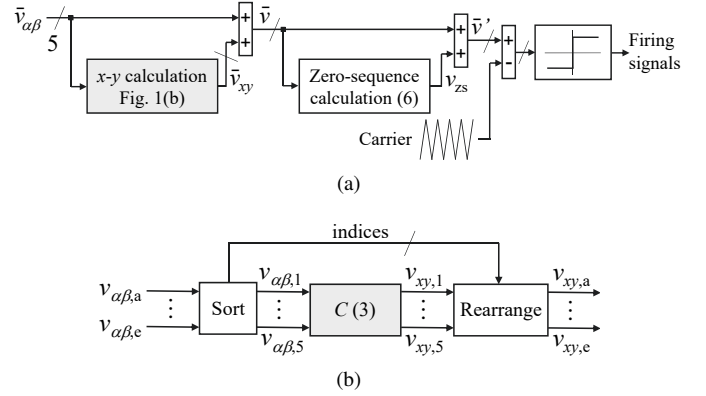 v̄αβ
5
x-y calculation
Fig. 1(b)
v̄xy
+
+
v̄
Zero-sequence
calculation (6)
vzs
+
+
v̄'
Carrier
+
-
Firing
signals
(a)
indices
vαβ,a
⋮
vαβ,e
Sort
vαβ,1
⋮
vαβ,5
C (3)
vxy,1
⋮
vxy,5
Rearrange
vxy,a
⋮
vxy,e
(b)